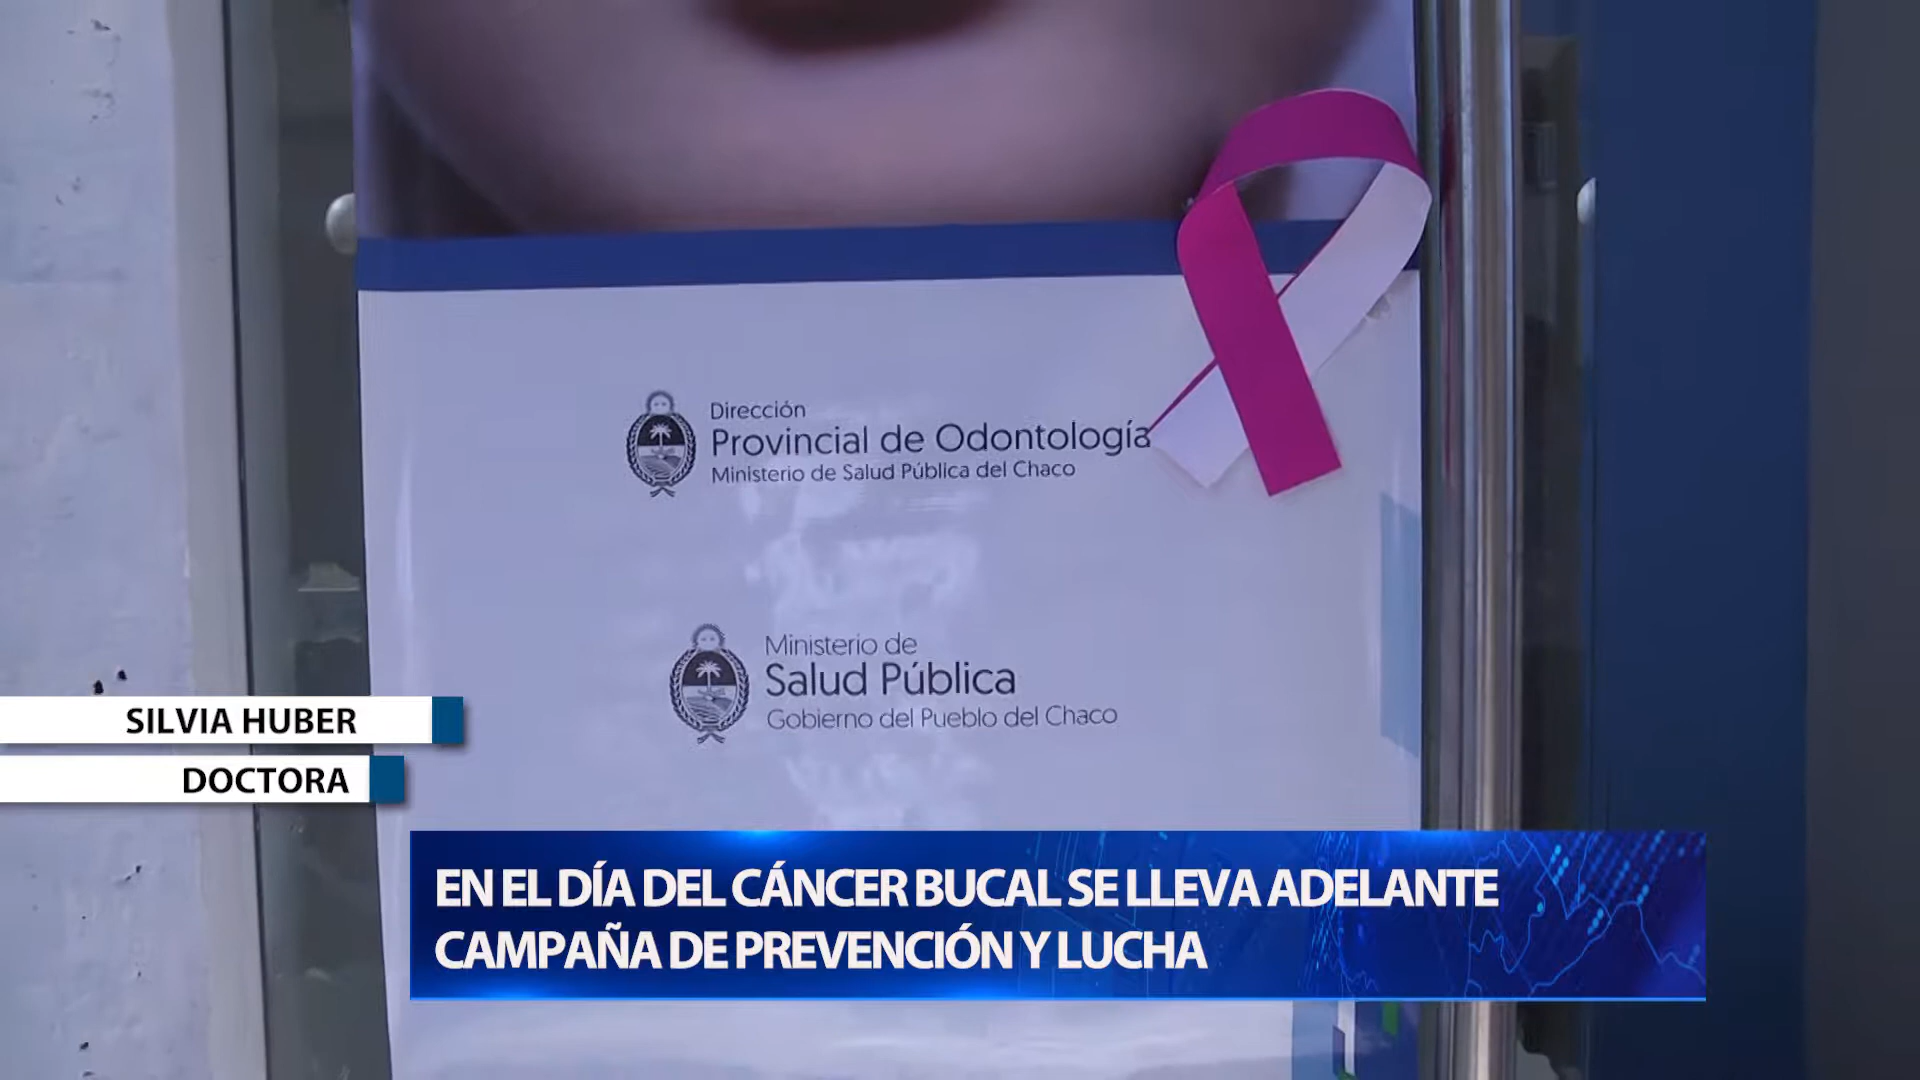 Dirección
Provincial de Odontología
Ministerio de Salud Pública del Chaco
Ministerio de
Salud Pública
Gobierno del Pueblo del Chaco
SILVIA HUBER
DOCTORA
EN EL DÍA DEL CÁNCER BUCAL SE LLEVA ADELANTE
CAMPAÑA DE PREVENCIÓN Y LUCHA